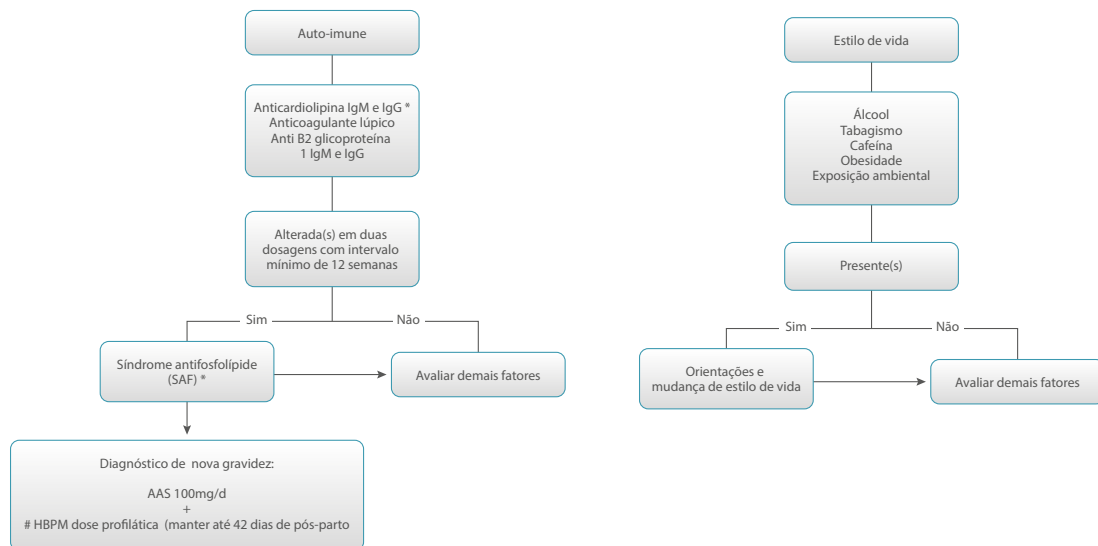 Auto-imune
Anticardiolipina IgM e IgG *
Anticoagulante lúpico
Anti B2 glicoproteína
1 IgM e IgG
Alterada(s) em duas
dosagens com intervalo
mínimo de 12 semanas
Sim
Não
Síndrome antifosfolípide
(SAF) *
Avaliar demais fatores
Diagnóstico de nova gravidez:
AAS 100mg/d
+
# HBPM dose profilática (manter até 42 dias de pós-parto
Estilo de vida
Álcool
Tabagismo
Cafeína
Obesidade
Exposição ambiental
Presente(s)
Sim
Não
Orientações e
mudança de estilo de vida
Avaliar demais fatores